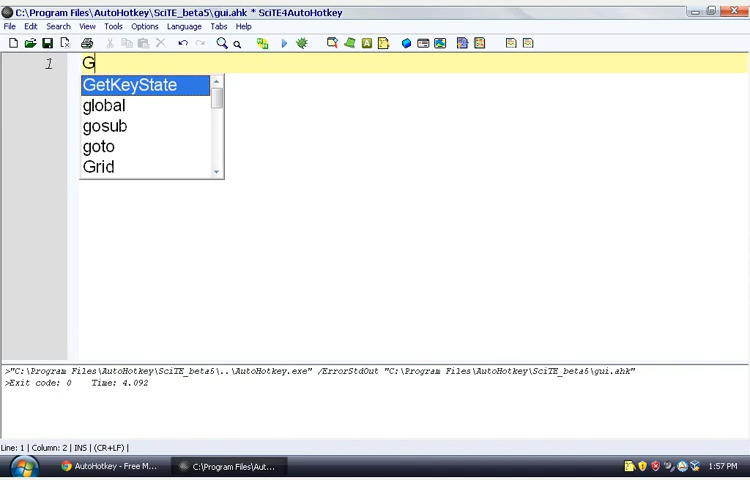 C:\Program Files\AutoHotkey\SciTE_beta5\gui.ahk * SciTE4AutoHotkey
File Edit Search View Tools Options Language Tabs Help
1 G
GetKeyState
global
gosub
goto
Grid
>"C:\Program Files\AutoHotkey\SciTE_beta5\..\AutoHotkey.exe" /ErrorStdOut "C:\Program Files\AutoHotkey\SciTE_beta5\gui.ahk"
>Exit code: 0 Time: 4.092
Line: 1 | Column: 2 | INS | (CR+LF) |
AutoHotkey - Free M... C:\Program Files\Aut... 1:57 PM